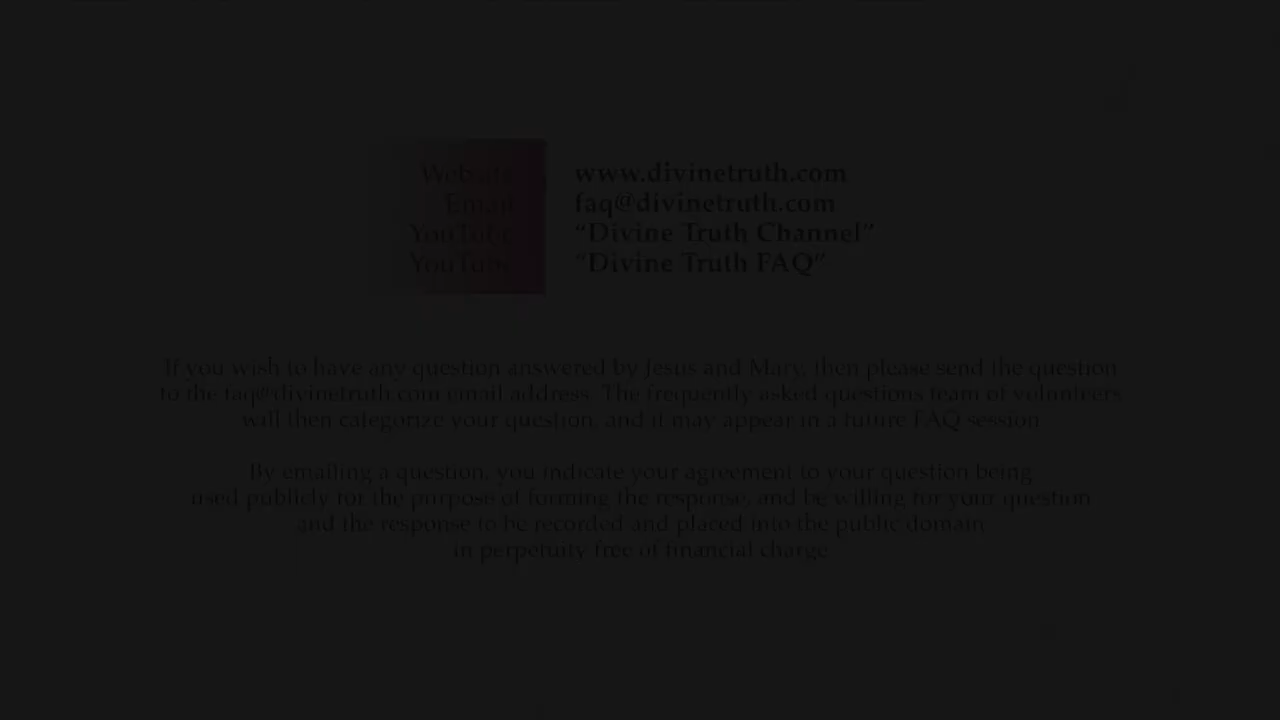 Website www.divinetruth.com
Email faq@divinetruth.com
YouTube “Divine Truth Channel”
YouTube “Divine Truth FAQ”
If you wish to have any question answered by Jesus and Mary, then please send the question
to the faq@divinetruth.com email address. The frequently asked questions team of volunteers
will then categorize your question, and it may appear in a future FAQ session
By emailing a question, you indicate your agreement to your question being
used publicly for the purpose of forming the response, and be willing for your question
and the response to be recorded and placed into the public domain
in perpetuity free of financial charge